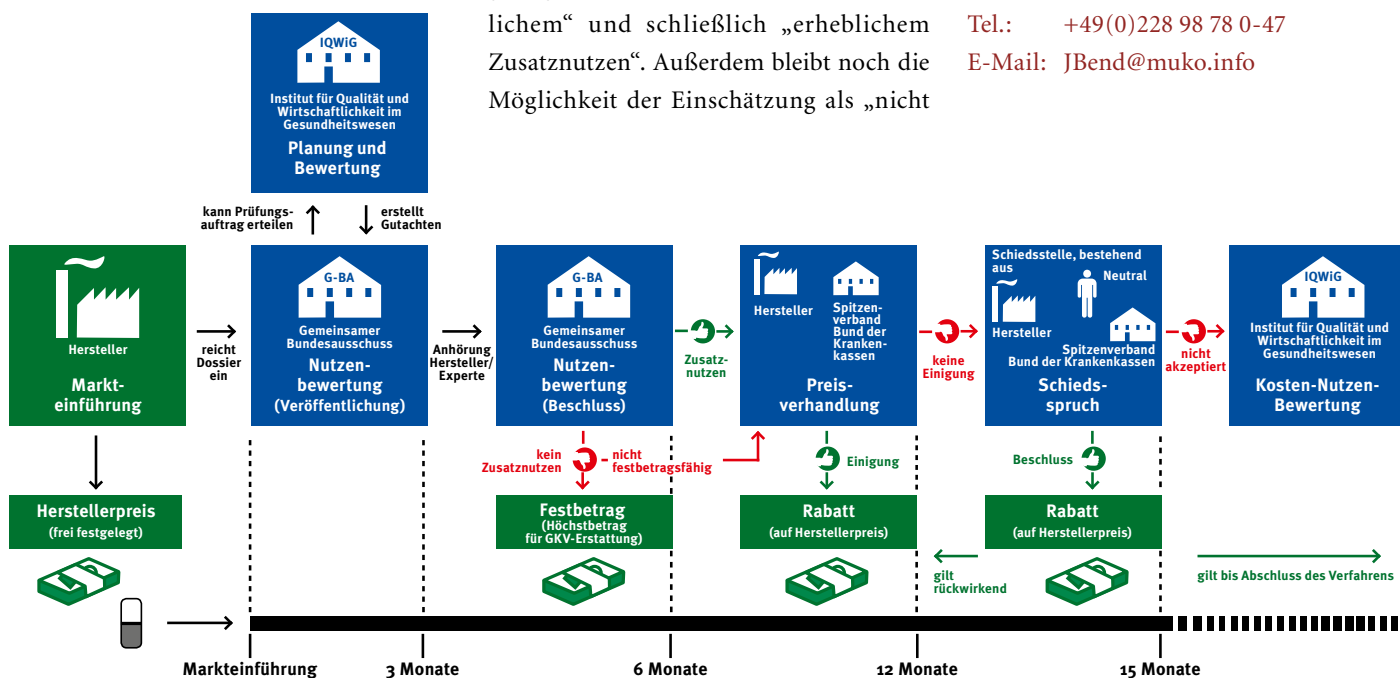 lichem“ und schließlich „erheblichem
Zusatznutzen“. Außerdem bleibt noch die
Möglichkeit der Einschätzung als „nicht
Tel.: +49(0)228 98 78 0-47
E-Mail: JBend@muko.info
IQWiG
Institut für Qualität und
Wirtschaftlichkeit im
Gesundheitswesen
Planung und
Bewertung
kann Prüfungs-
auftrag erteilen
erstellt
Gutachten
Hersteller
Markt-
einführung
reicht
Dossier
ein
G-BA
Gemeinsamer
Bundesausschuss
Nutzen-
bewertung
(Veröffentlichung)
Anhörung
Hersteller/
Experte
G-BA
Gemeinsamer
Bundesausschuss
Nutzen-
bewertung
(Beschluss)
Zusatz-
nutzen
Hersteller
Spitzen-
verband
Bund der
Kranken-
kassen
Preis-
verhandlung
keine
Einigung
Schiedsstelle, bestehend
aus
Neutral
Hersteller
Spitzenverband
Bund der Krankenkassen
Schieds-
spruch
nicht
akzeptiert
IQWiG
Institut für Qualität und
Wirtschaftlichkeit im
Gesundheitswesen
Kosten-Nutzen-
Bewertung
kein
Zusatznutzen
nicht
festbetragsfähig
Einigung
Beschluss
Herstellerpreis
(frei festgelegt)
Festbetrag
(Höchstbetrag
für GKV-Erstattung)
Rabatt
(auf Herstellerpreis)
Rabatt
(auf Herstellerpreis)
gilt
rückwirkend
gilt bis Abschluss des Verfahrens
Markteinführung
3 Monate
6 Monate
12 Monate
15 Monate